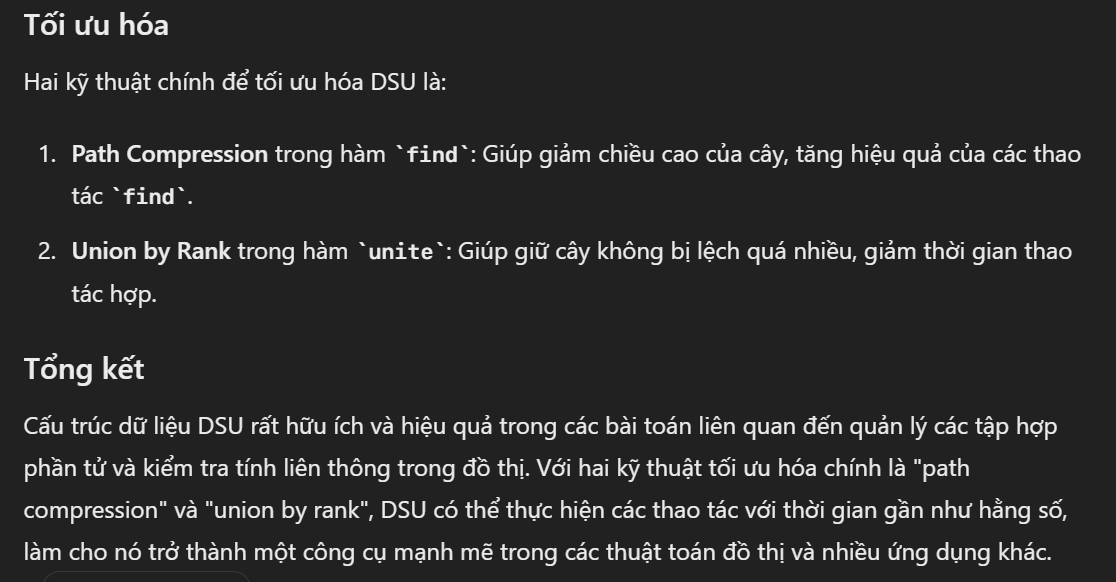 Tối ưu hóa
Hai kỹ thuật chính để tối ưu hóa DSU là:
1. Path Compression trong hàm `find`: Giúp giảm chiều cao của cây, tăng hiệu quả của các thao
tác `find`.
2. Union by Rank trong hàm `unite`: Giúp giữ cây không bị lệch quá nhiều, giảm thời gian thao
tác hợp.
Tổng kết
Cấu trúc dữ liệu DSU rất hữu ích và hiệu quả trong các bài toán liên quan đến quản lý các tập hợp
phần tử và kiểm tra tính liên thông trong đồ thị. Với hai kỹ thuật tối ưu hóa chính là "path
compression" và "union by rank", DSU có thể thực hiện các thao tác với thời gian gần như hằng số,
làm cho nó trở thành một công cụ mạnh mẽ trong các thuật toán đồ thị và nhiều ứng dụng khác.